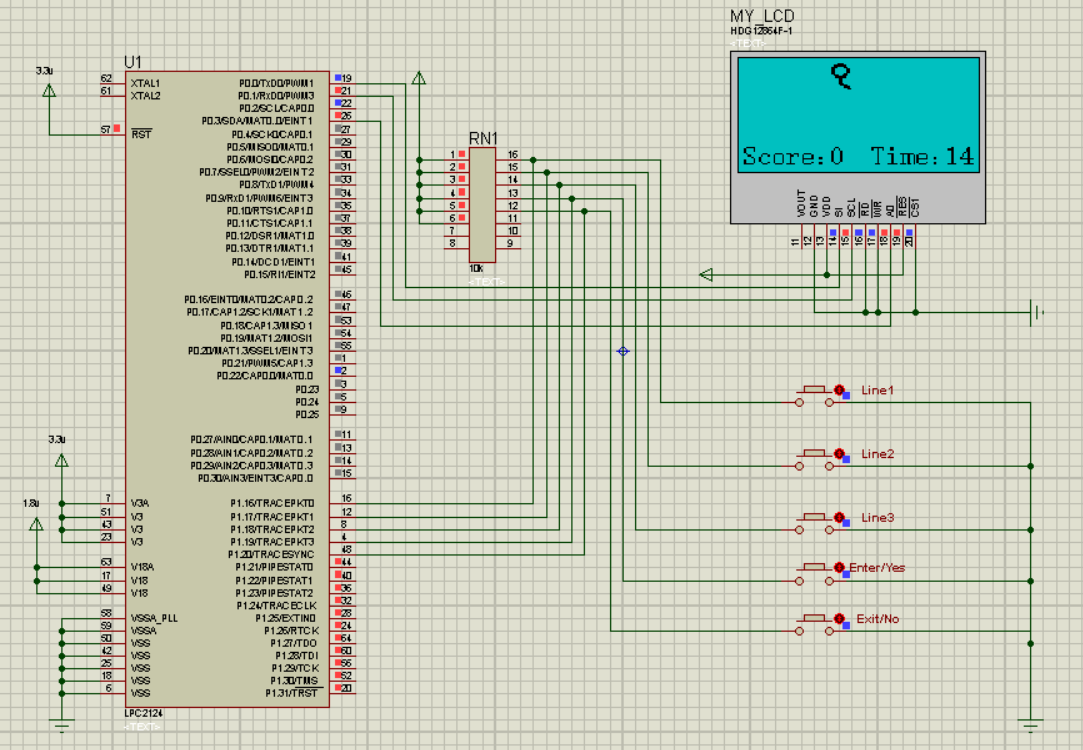 MY_LCD
HDG12864F-1
<TEXT>
Score:0 Time:14
VOUT
GND
VDD
SI
SCL
RD
WR
A0
RES
CS1
11
12
13
14
15
16
17
18
19
20
U1
3.3u
62 XTAL1
61 XTAL2
57 RST
P0.0/TxD0/PWM1 19
P0.1/RxD0/PWM3 21
P0.2/SCL/CAP0.0 22
P0.3/SDA/MAT0.0/EINT1 26
P0.4/SCK0/CAP0.1 27
P0.5/MISO0/MAT0.1 29
P0.6/MOSI0/CAP0.2 30
P0.7/SSEL0/PWM2/EINT2 31
P0.8/TxD1/PWM4 33
P0.9/RxD1/PWM6/EINT3 34
P0.10/RTS1/CAP1.0 35
P0.11/CTS1/CAP1.1 37
P0.12/DSR1/MAT1.0 38
P0.13/DTR1/MAT1.1 39
P0.14/DCD1/EINT1 41
P0.15/RI1/EINT2 45
P0.16/EINT0/MAT0.2/CAP0.2 46
P0.17/CAP1.2/SCK1/MAT1.2 47
P0.18/CAP1.3/MISO1 53
P0.19/MAT1.2/MOSI1 54
P0.20/MAT1.3/SSEL1/EINT3 55
P0.21/PWM5/CAP1.3 1
P0.22/CAP0.0/MAT0.0 2
P0.23 3
P0.24 5
P0.25 9
P0.27/AIN0/CAP0.1/MAT0.1 11
P0.28/AIN1/CAP0.2/MAT0.2 13
P0.29/AIN2/CAP0.3/MAT0.3 14
P0.30/AIN3/EINT3/CAP0.0 15
3.3u
1.8u
7 V3A
51 V3
43 V3
23 V3
63 V18A
17 V18
49 V18
58 VSSA_PLL
59 VSSA
50 VSS
42 VSS
25 VSS
18 VSS
6 VSS
P1.16/TRACEPKT0 16
P1.17/TRACEPKT1 12
P1.18/TRACEPKT2 8
P1.19/TRACEPKT3 4
P1.20/TRACESYNC 48
P1.21/PIPESTAT0 44
P1.22/PIPESTAT1 40
P1.23/PIPESTAT2 36
P1.24/TRACECLK 32
P1.25/EXTIN0 28
P1.26/RTCK 24
P1.27/TDO 64
P1.28/TDI 60
P1.29/TCK 56
P1.30/TMS 52
P1.31/TRST 20
LPC2124
<TEXT>
RN1
1 16
2 15
3 14
4 13
5 12
6 11
7 10
8 9
10k
<TEXT>
Line1
Line2
Line3
Enter/Yes
Exit/No